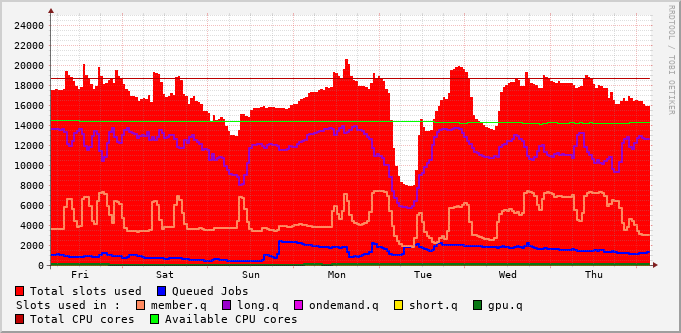 RRDTOOL / TOBI OETIKER
24000
22000
20000
18000
16000
14000
12000
10000
8000
6000
4000
2000
0
Fri Sat Sun Mon Tue Wed Thu
Total slots used Queued Jobs
Slots used in : member.q long.q ondemand.q short.q gpu.q
Total CPU cores Available CPU cores